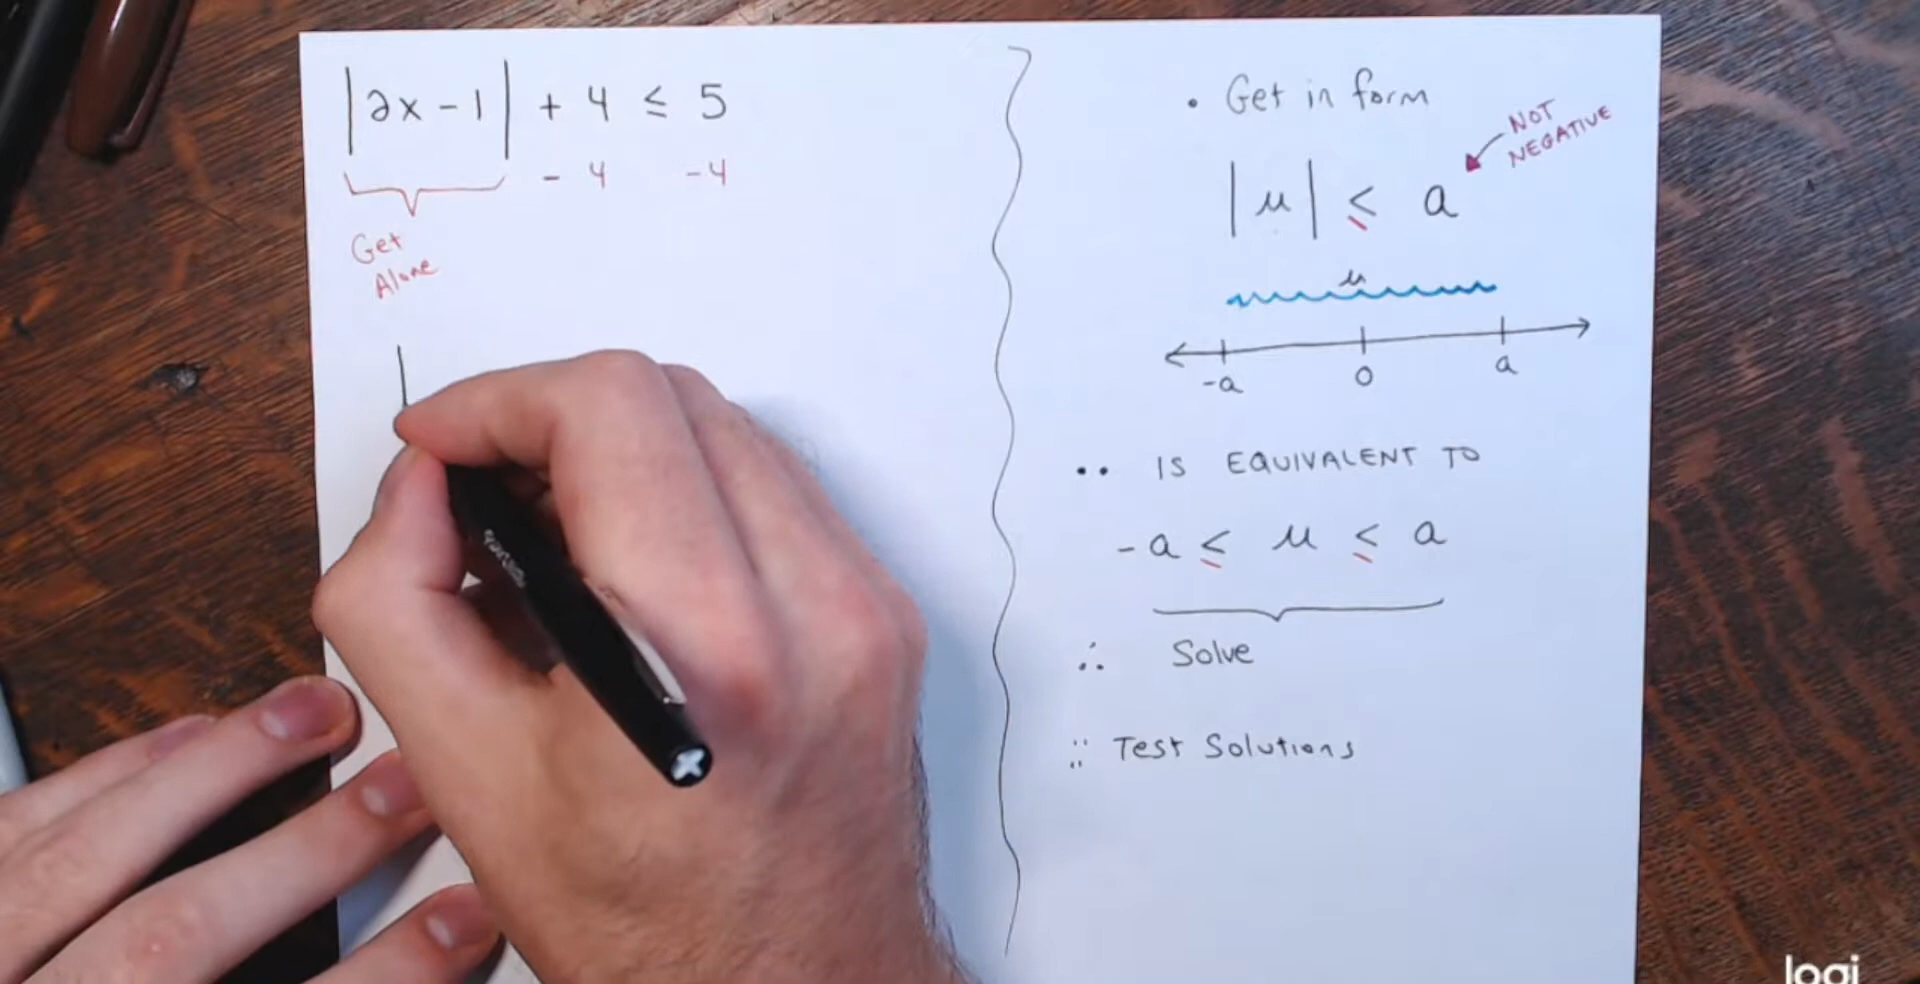 |2x - 1| + 4 ≤ 5
- 4 -4
Get
Alone
• Get in form
NOT
NEGATIVE
|u| ≤ a
u
-a 0 a
•• IS EQUIVALENT TO
-a ≤ u ≤ a
∴ Solve
:: Test Solutions
logi